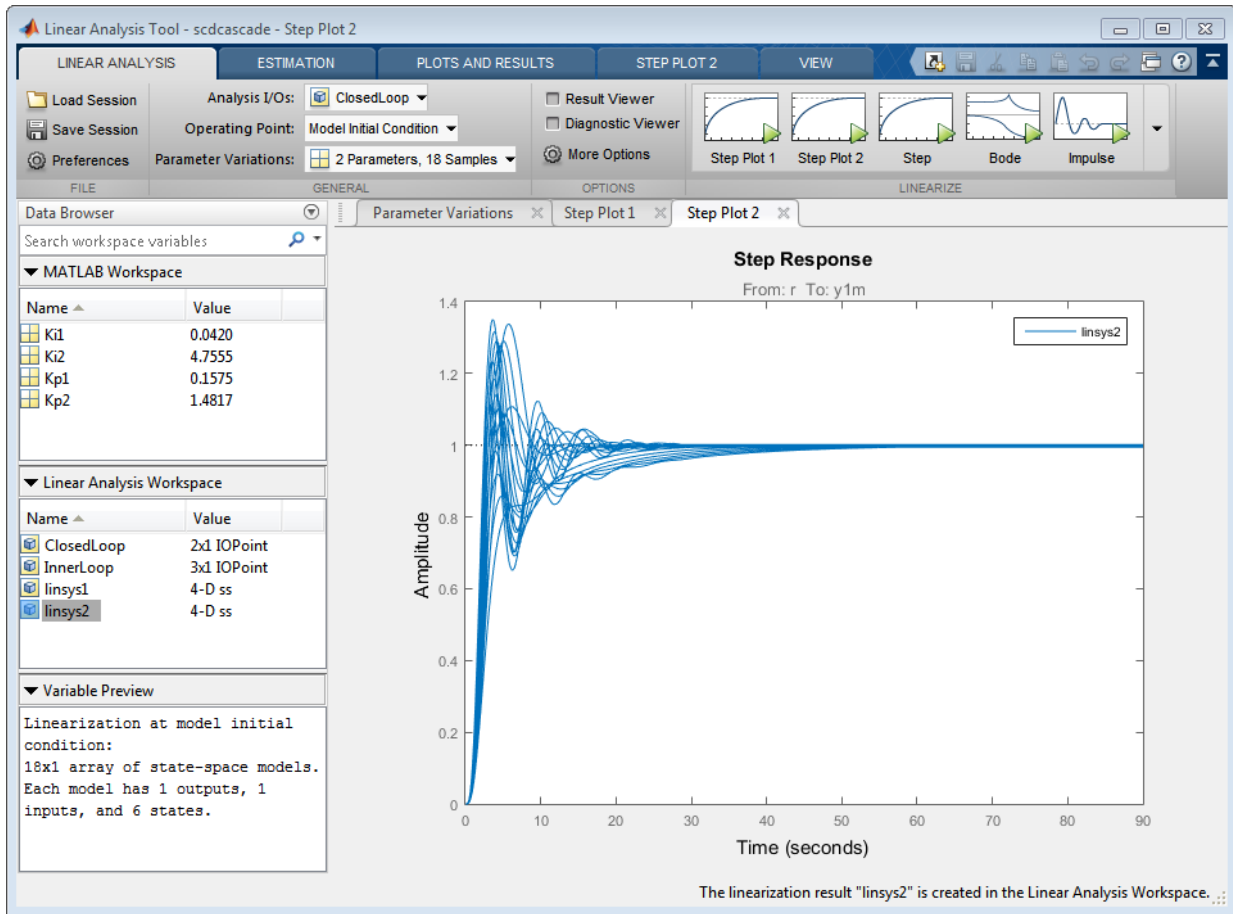 Linear Analysis Tool - scdcascade - Step Plot 2
LINEAR ANALYSIS ESTIMATION PLOTS AND RESULTS STEP PLOT 2 VIEW
Load Session
Save Session
Preferences
FILE
Analysis I/Os: ClosedLoop
Operating Point: Model Initial Condition
Parameter Variations: 2 Parameters, 18 Samples
GENERAL
Result Viewer
Diagnostic Viewer
More Options
OPTIONS
Step Plot 1 Step Plot 2 Step Bode Impulse
LINEARIZE
Data Browser
Search workspace variables
MATLAB Workspace
Name Value
Ki1 0.0420
Ki2 4.7555
Kp1 0.1575
Kp2 1.4817
Linear Analysis Workspace
Name Value
ClosedLoop 2x1 IOPoint
InnerLoop 3x1 IOPoint
linsys1 4-D ss
linsys2 4-D ss
Variable Preview
Linearization at model initial
condition:
18x1 array of state-space models.
Each model has 1 outputs, 1
inputs, and 6 states.
Parameter Variations Step Plot 1 Step Plot 2
Step Response
From: r To: y1m
linsys2
Amplitude
1.4
1.2
1
0.8
0.6
0.4
0.2
0
0 10 20 30 40 50 60 70 80 90
Time (seconds)
The linearization result "linsys2" is created in the Linear Analysis Workspace.